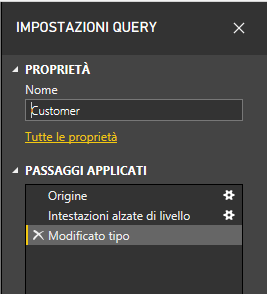 IMPOSTAZIONI QUERY
PROPRIETÀ
Nome
Customer
Tutte le proprietà
PASSAGGI APPLICATI
Origine
Intestazioni alzate di livello
Modificato tipo